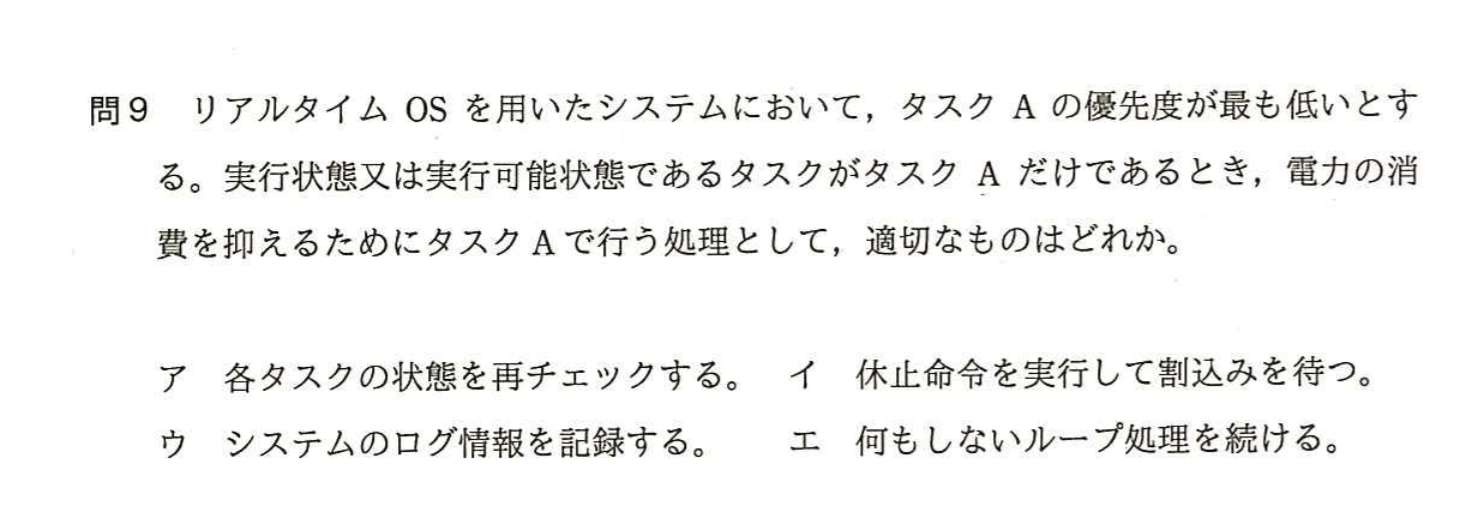 問9　リアルタイム OS を用いたシステムにおいて，タスク A の優先度が最も低いとす
る。実行状態又は実行可能状態であるタスクがタスク A だけであるとき，電力の消
費を抑えるためにタスク A で行う処理として，適切なものはどれか。
ア　各タスクの状態を再チェックする。　イ　休止命令を実行して割込みを待つ。
ウ　システムのログ情報を記録する。　エ　何もしないループ処理を続ける。